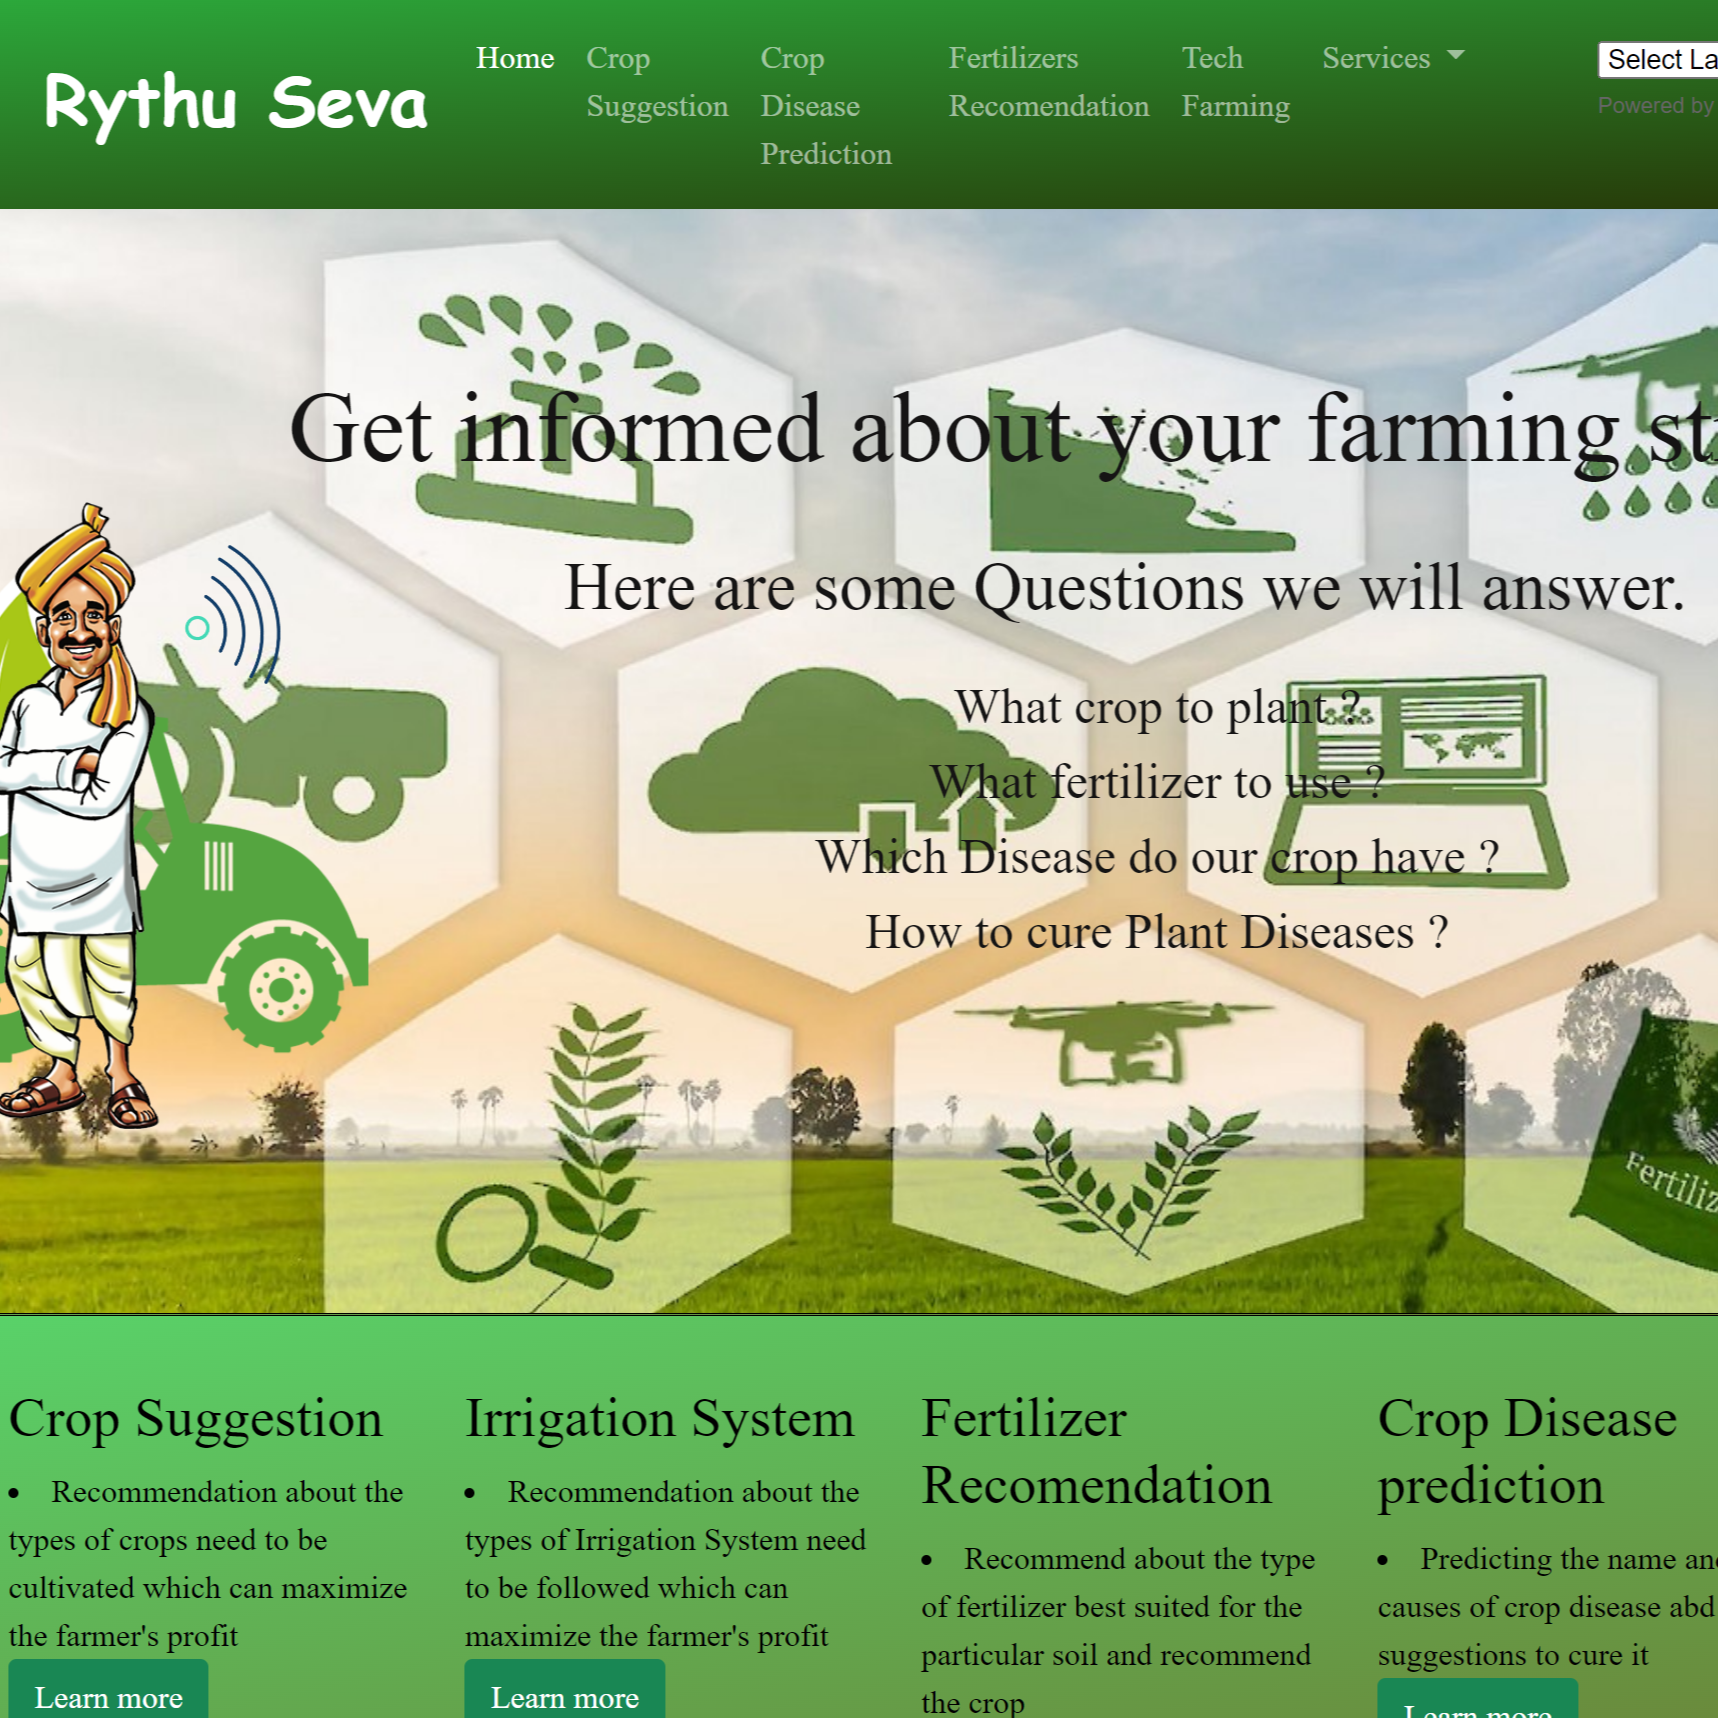 Rythu Seva
Home
Crop
Suggestion
Crop
Disease
Prediction
Fertilizers
Recomendation
Tech
Farming
Services
Select La
Powered by
Get informed about your farming st
Here are some Questions we will answer.
What crop to plant ?
What fertilizer to use ?
Which Disease do our crop have ?
How to cure Plant Diseases ?
Fertiliz
Crop Suggestion
• Recommendation about the
types of crops need to be
cultivated which can maximize
the farmer's profit
Learn more
Irrigation System
• Recommendation about the
types of Irrigation System need
to be followed which can
maximize the farmer's profit
Learn more
Fertilizer
Recomendation
• Recommend about the type
of fertilizer best suited for the
particular soil and recommend
the crop
Crop Disease
prediction
• Predicting the name and
causes of crop disease abd
suggestions to cure it
Learn more